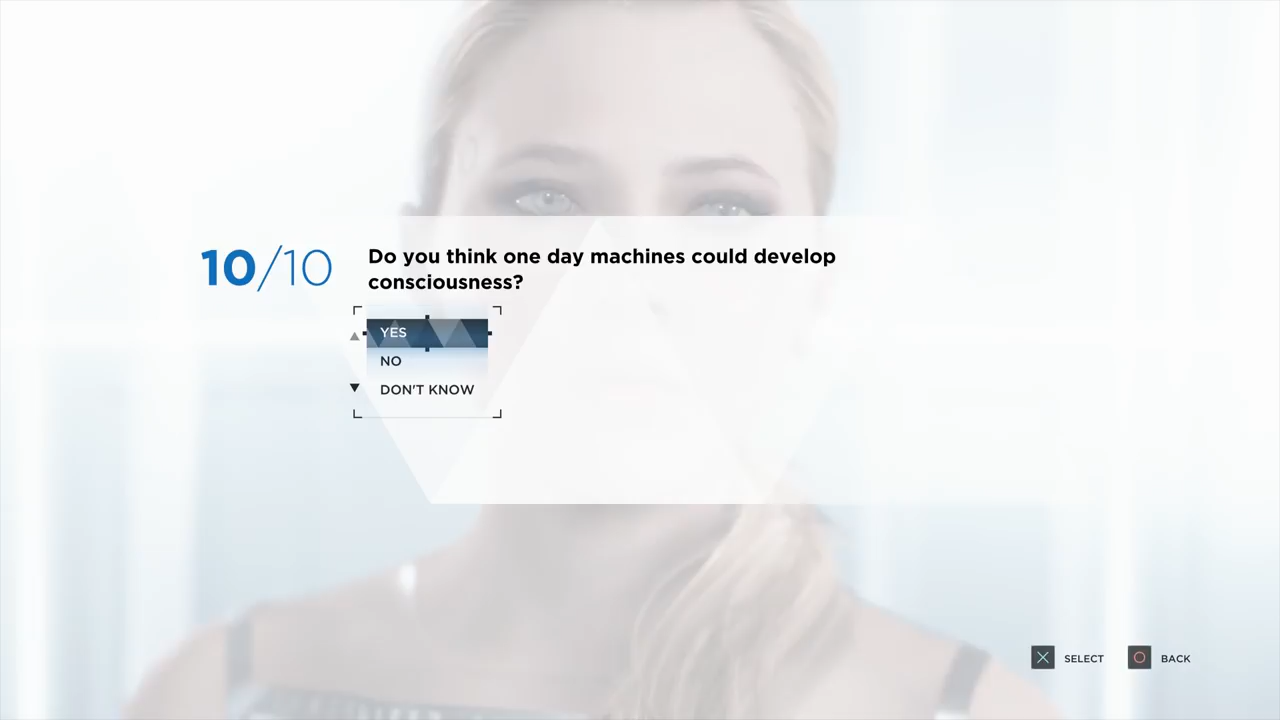 10/10
Do you think one day machines could develop
consciousness?
YES
NO
DON'T KNOW
SELECT
BACK